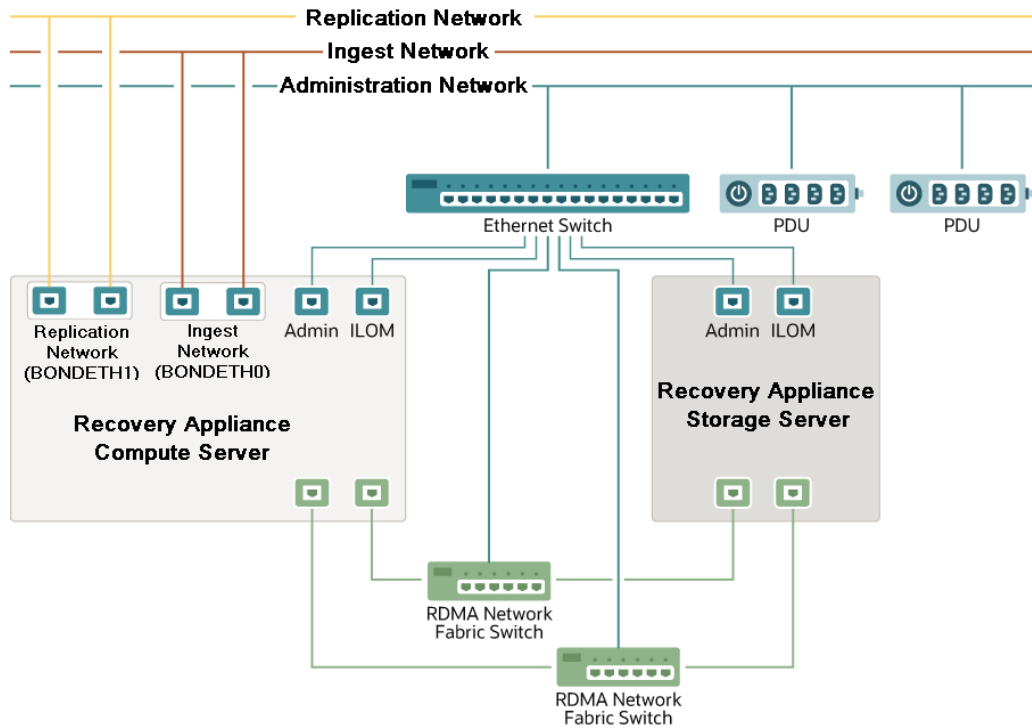 Replication Network
Ingest Network
Administration Network
Ethernet Switch
PDU
PDU
Replication
Network
(BONDETH1)
Ingest
Network
(BONDETH0)
Admin
ILOM
Recovery Appliance
Compute Server
Admin
ILOM
Recovery Appliance
Storage Server
RDMA Network
Fabric Switch
RDMA Network
Fabric Switch